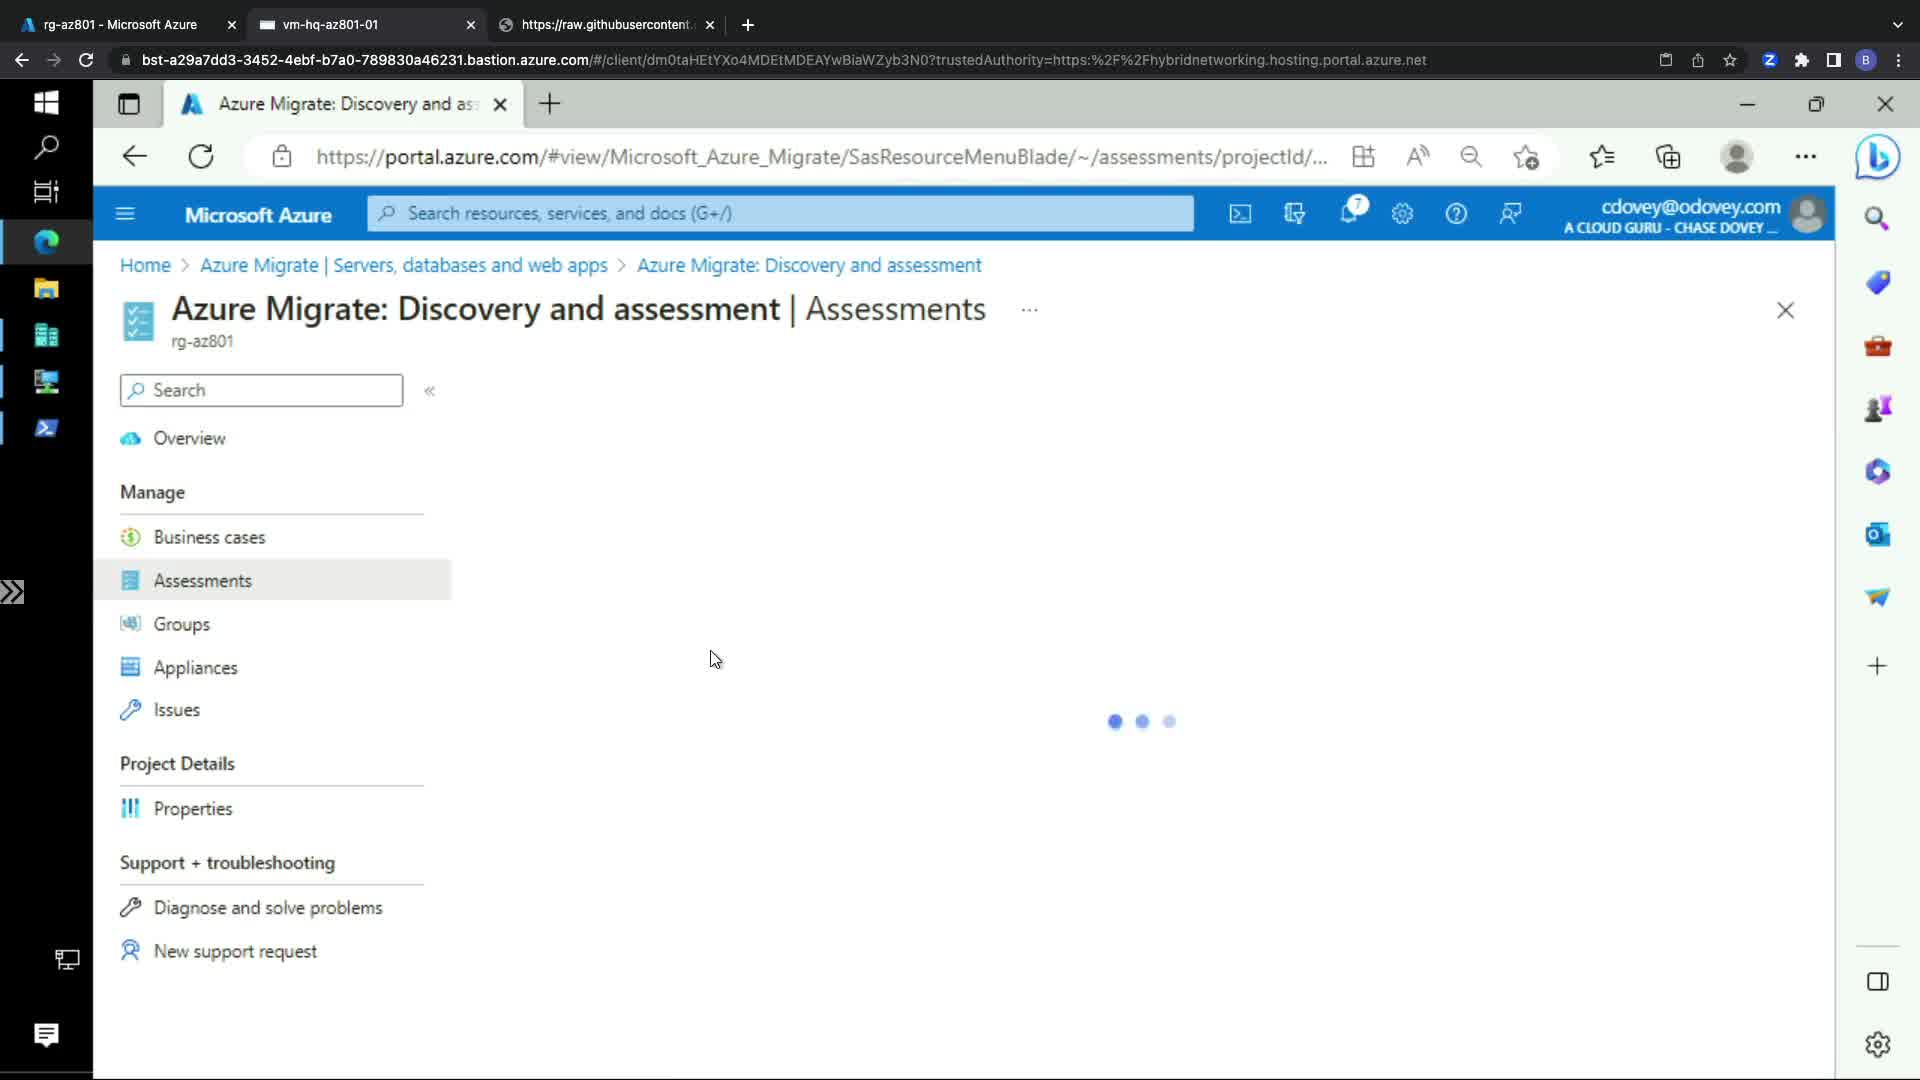 rg-az801 - Microsoft Azure
vm-hq-az801-01
https://raw.githubusercontent.
bst-a29a7dd3-3452-4ebf-b7a0-789830a46231.bastion.azure.com/#/client/dm0taHEtYXo4MDEtMDEAYwBiaWZyb3N0?trustedAuthority=https:%2F%2Fhybridnetworking.hosting.portal.azure.net
B
Azure Migrate: Discovery and as
https://portal.azure.com/#view/Microsoft_Azure_Migrate/SasResourceMenuBlade/~/assessments/projectId/...
Microsoft Azure
Search resources, services, and docs (G+/)
7
cdovey@odovey.com
A CLOUD GURU - CHASE DOVEY ...
Home > Azure Migrate | Servers, databases and web apps > Azure Migrate: Discovery and assessment
Azure Migrate: Discovery and assessment | Assessments ...
rg-az801
Search
Overview
Manage
Business cases
Assessments
Groups
Appliances
Issues
Project Details
Properties
Support + troubleshooting
Diagnose and solve problems
New support request